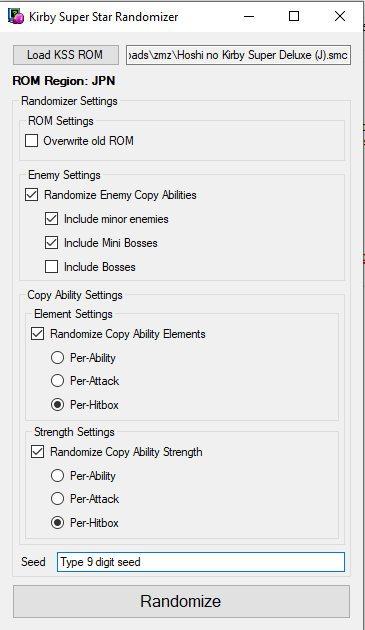 Kirby Super Star Randomizer
Load KSS ROM
oads\zmz\Hoshi no Kirby Super Deluxe (J).smc
ROM Region: JPN
Randomizer Settings
ROM Settings
Overwrite old ROM
Enemy Settings
Randomize Enemy Copy Abilities
Include minor enemies
Include Mini Bosses
Include Bosses
Copy Ability Settings
Element Settings
Randomize Copy Ability Elements
Per-Ability
Per-Attack
Per-Hitbox
Strength Settings
Randomize Copy Ability Strength
Per-Ability
Per-Attack
Per-Hitbox
Seed Type 9 digit seed
Randomize